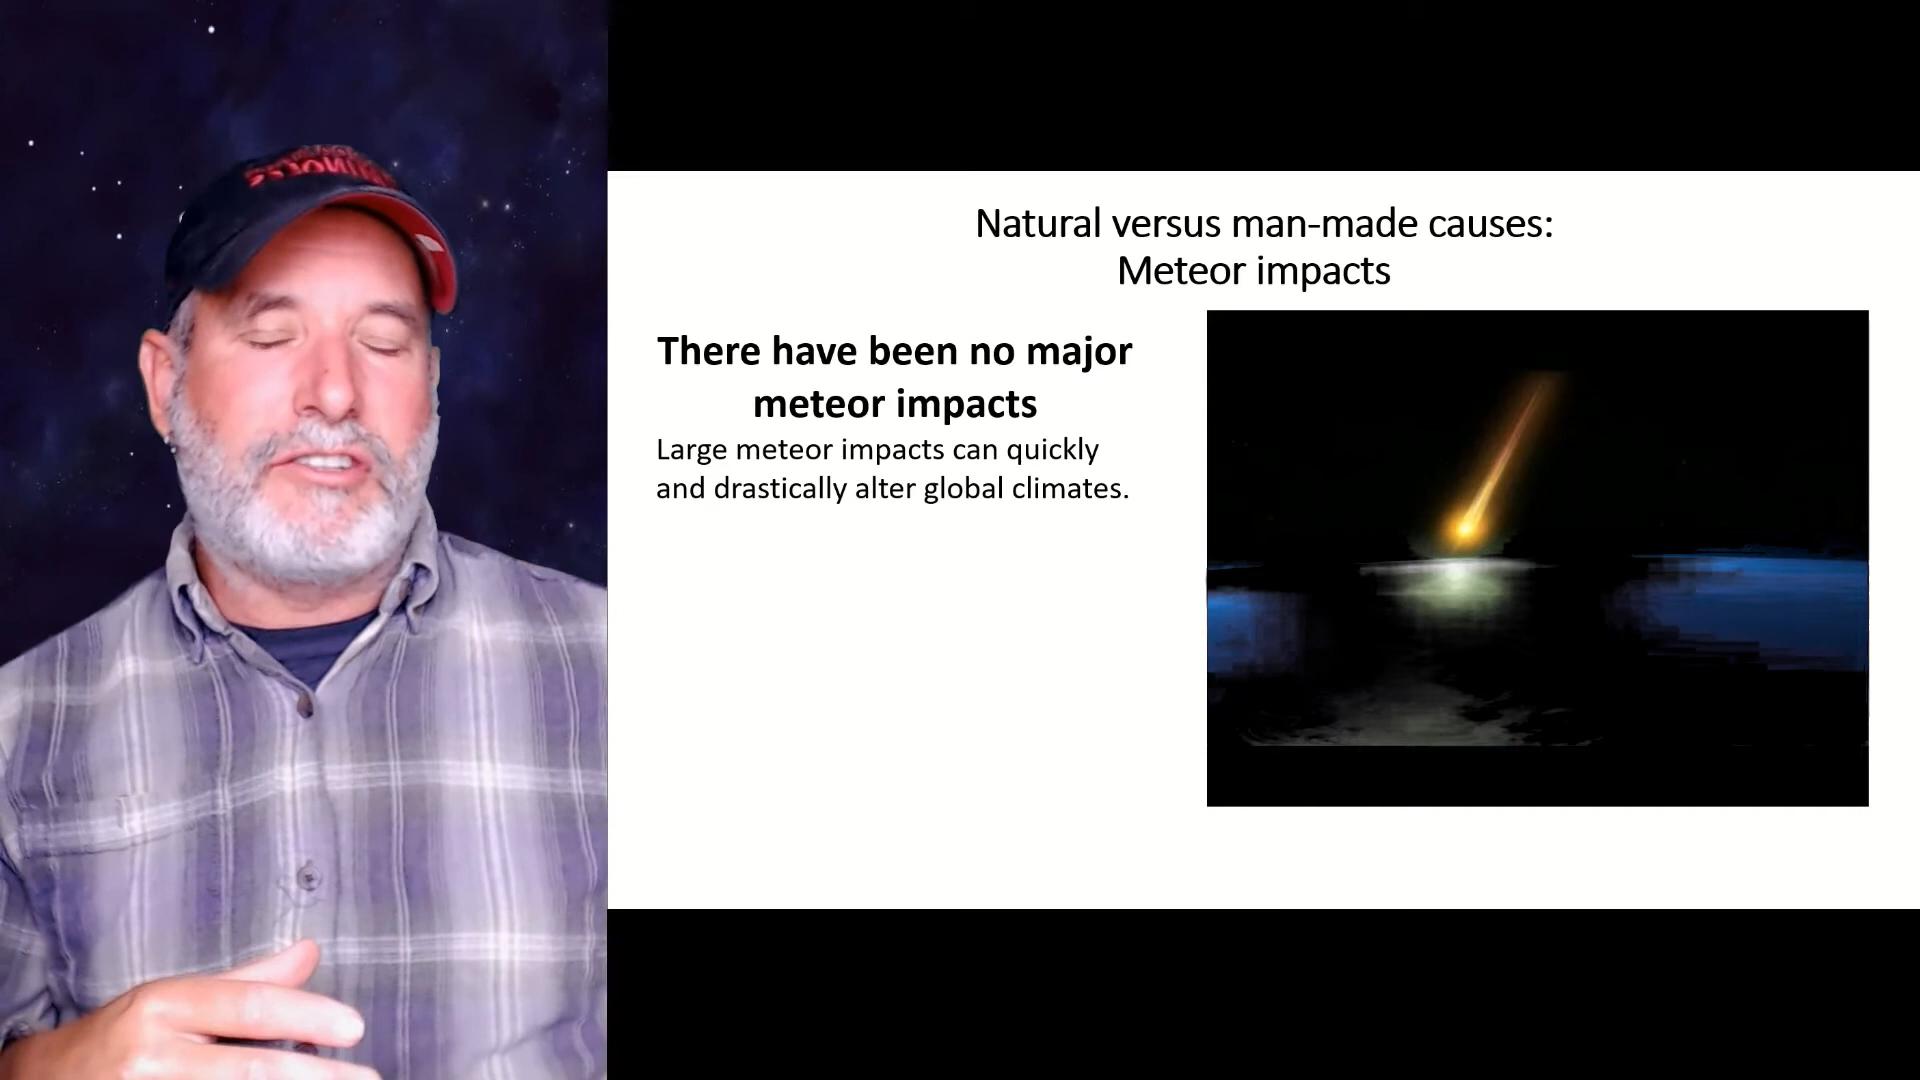 Natural versus man-made causes:
Meteor impacts
There have been no major
meteor impacts
Large meteor impacts can quickly
and drastically alter global climates.